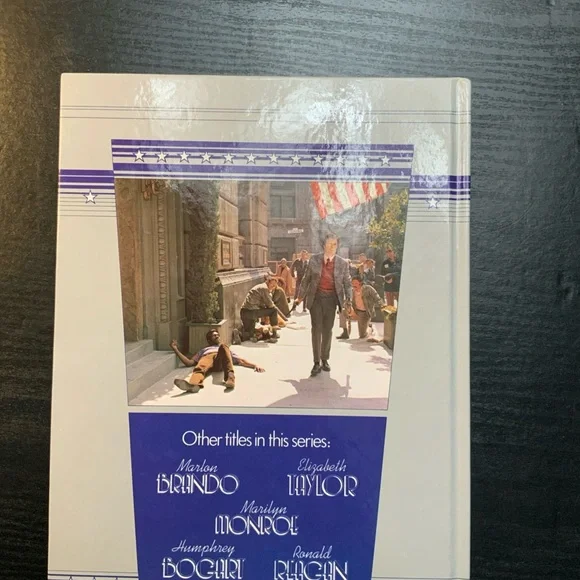 Other titles in this series:
Marlon Elizabeth
BRANDO TAYLOR
Marilyn
MONROE
Humphrey Ronald
BOGART REAGAN